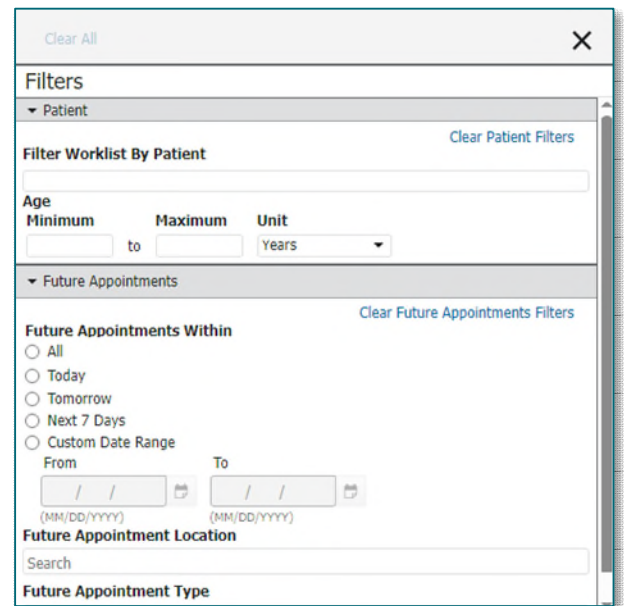 Clear All
Filters
Patient
Clear Patient Filters
Filter Worklist By Patient
Age
Minimum Maximum Unit
to Years
Future Appointments
Clear Future Appointments Filters
Future Appointments Within
All
Today
Tomorrow
Next 7 Days
Custom Date Range
From To
/ / / /
(MM/DD/YYYY) (MM/DD/YYYY)
Future Appointment Location
Search
Future Appointment Type